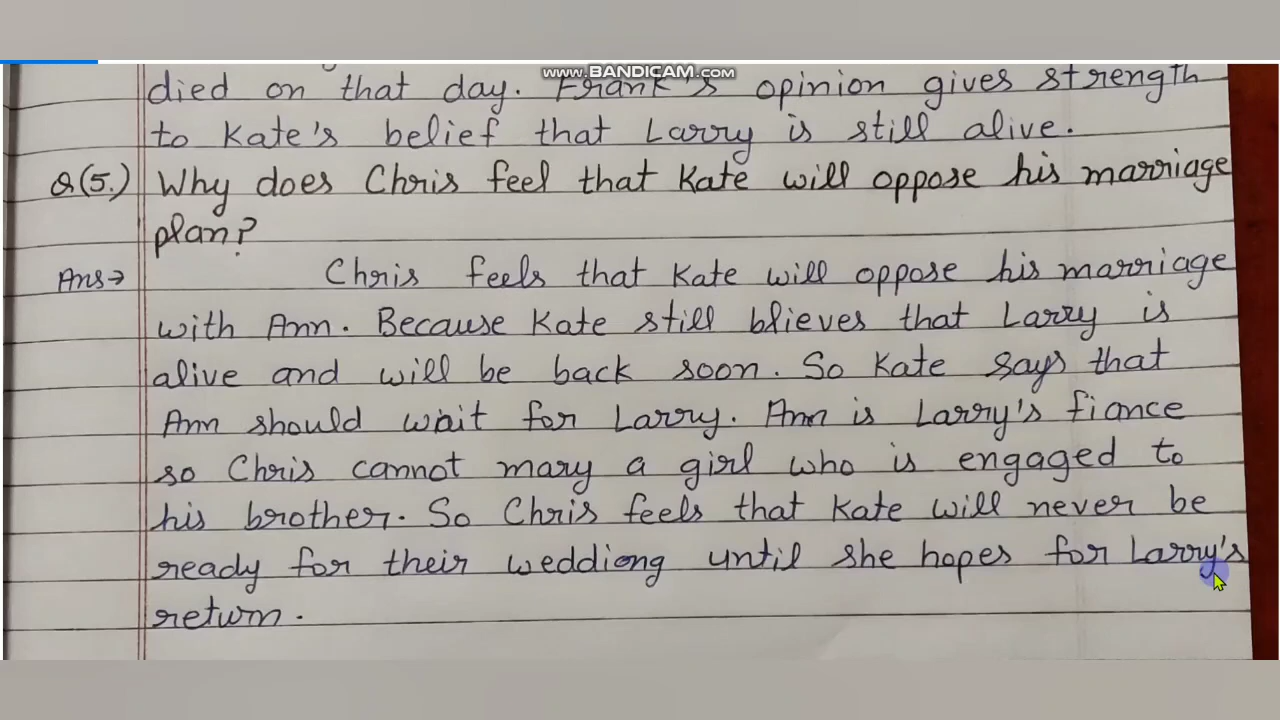 www.BANDICAM.com
died on that day. Frank's opinion gives strength
to Kate's belief that Larry is still alive.
Q(5.) Why does Chris feel that Kate will oppose his marriage
plan?
Ans→ Chris feels that Kate will oppose his marriage
with Ann. Because Kate still blieves that Larry is
alive and will be back soon. So Kate says that
Ann should wait for Larry. Ann is Larry's fiance
so Chris cannot mary a girl who is engaged to
his brother. So Chris feels that Kate will never be
ready for their weddiong until she hopes for Larry's
return.